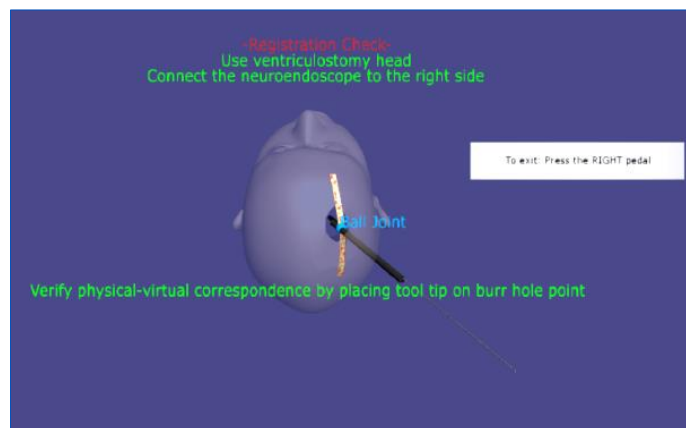 -Registration Check-
Use ventriculostomy head
Connect the neuroendoscope to the right side
To exit: Press the RIGHT pedal
Ball Joint
Verify physical-virtual correspondence by placing tool tip on burr hole point